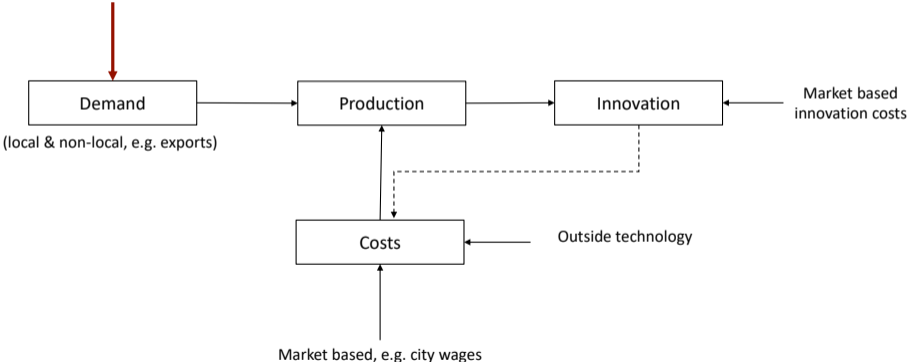 Demand
Production
Innovation
Market based
innovation costs
(local & non-local, e.g. exports)
Costs
Outside technology
Market based, e.g. city wages